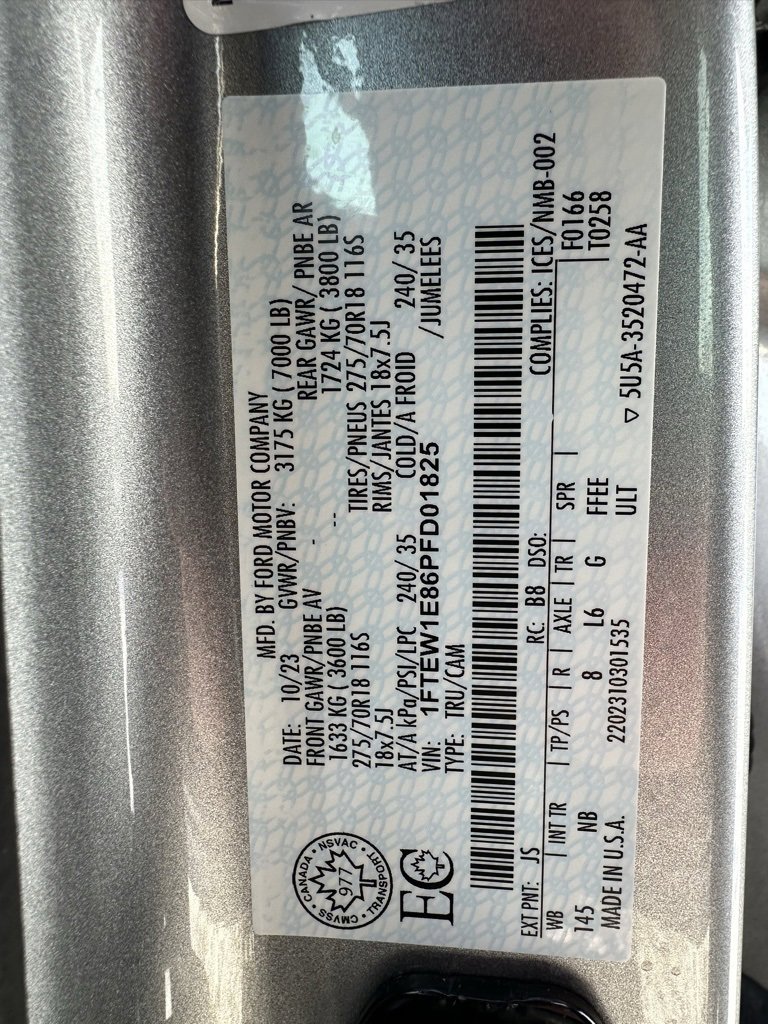 MFD. BY FORD MOTOR COMPANY
DATE: 10/23 GVWR/PNBV: 3175 KG ( 7000 LB)
FRONT GAWR/PNBE AV - REAR GAWR/ PNBE AR
1633 KG ( 3600 LB) -- 1724 KG ( 3800 LB)
275/70R18 116S TIRES/PNEUS 275/70R18 116S
18x7.5J RIMS/JANTES 18x7.5J
AT/A kPa/PSI/LPC 240/ 35 COLD/A FROID 240/ 35
VIN: 1FTEW1E86PFD01825 /JUMELEES
TYPE: TRU/CAM
CMVSS • CANADA • NSVAC • TRANSPORT •
977
EC
EXT PNT: JS RC: B8 DSO: COMPLIES: ICES/NMB-002
WB | INT TR | TP/PS | R | AXLE | TR | SPR | F0166
145 NB 8 L6 G FFEE T0258
ULT
MADE IN U.S.A. 2202310301535 ▽ 5U5A-3520472-AA